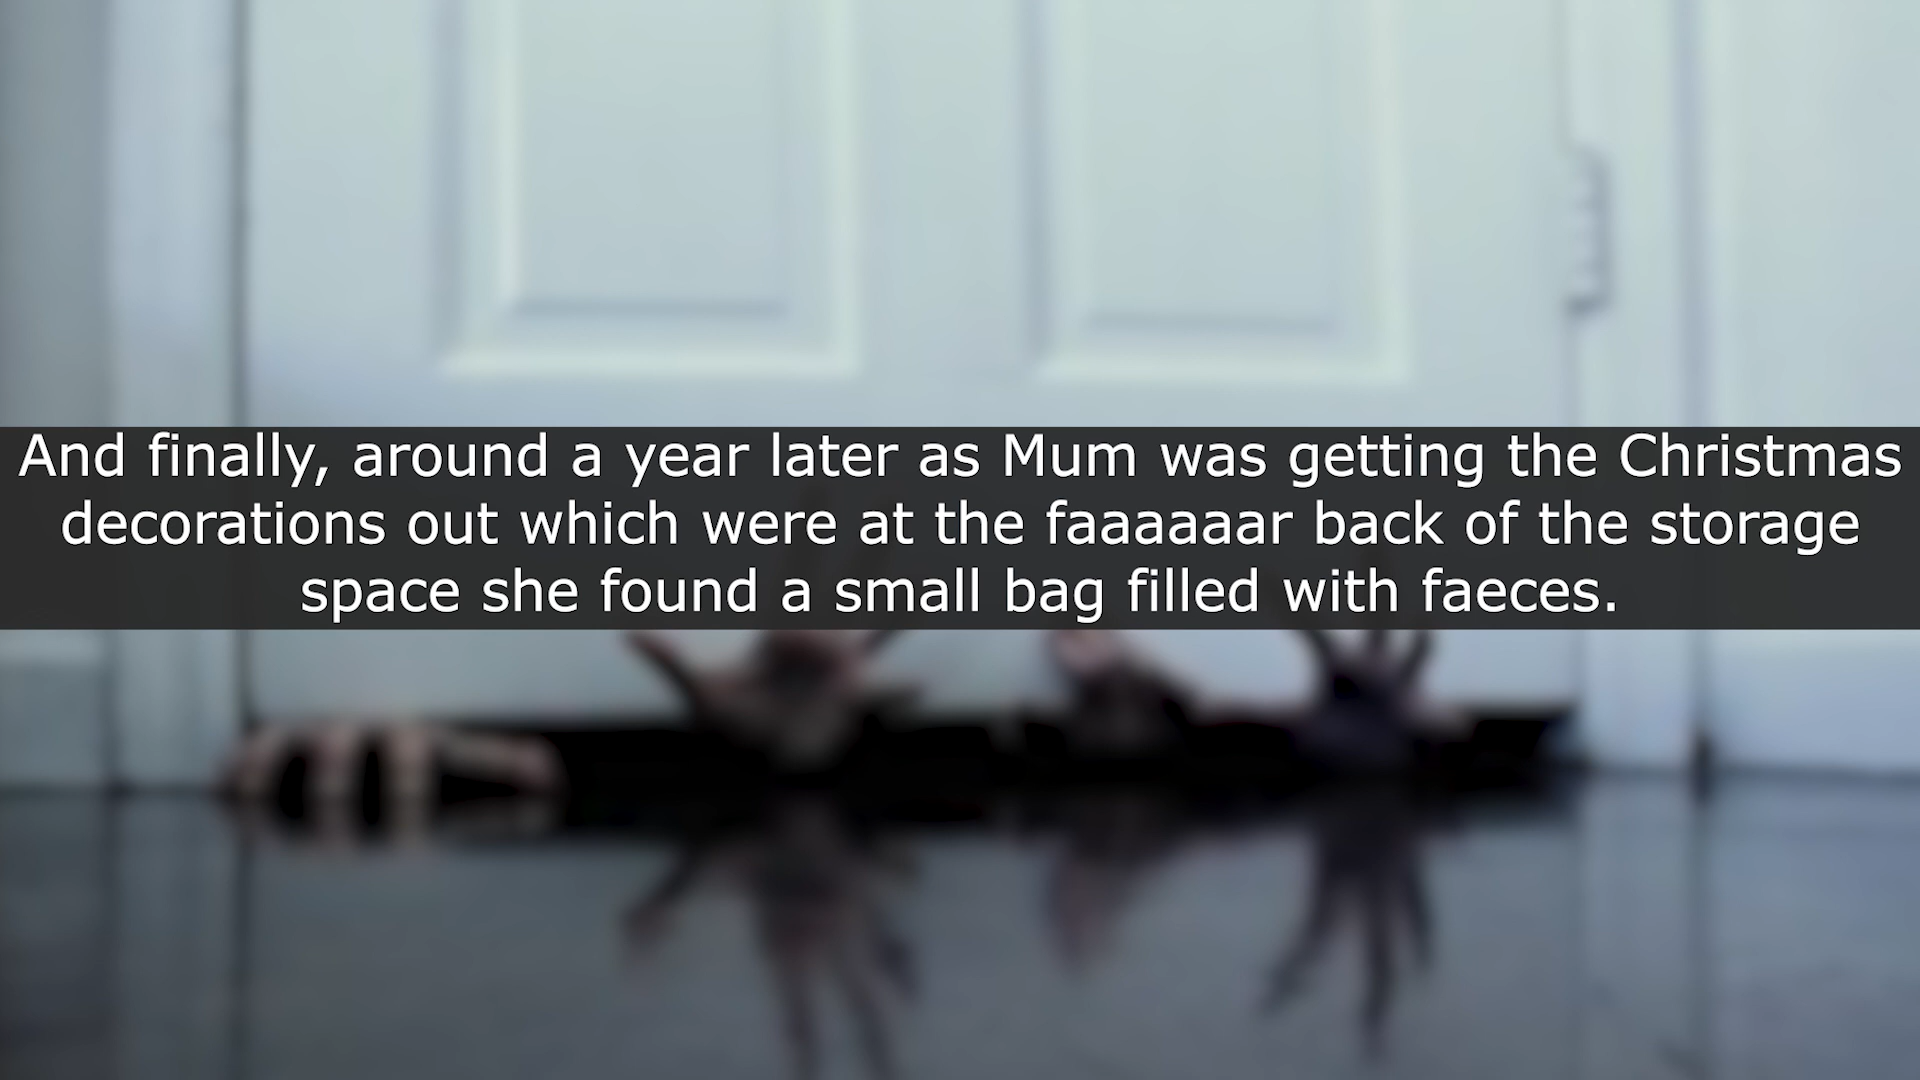 And finally, around a year later as Mum was getting the Christmas
decorations out which were at the faaaaaar back of the storage
space she found a small bag filled with faeces.